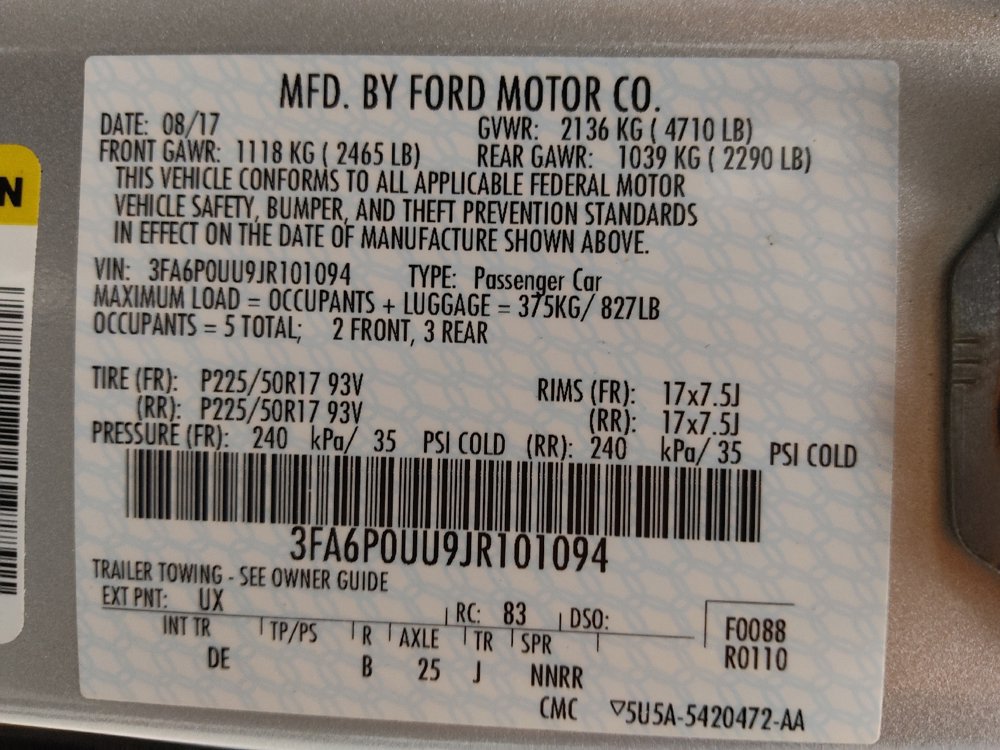 MFD. BY FORD MOTOR CO.
DATE: 08/17 GVWR: 2136 KG ( 4710 LB)
FRONT GAWR: 1118 KG ( 2465 LB) REAR GAWR: 1039 KG ( 2290 LB)
THIS VEHICLE CONFORMS TO ALL APPLICABLE FEDERAL MOTOR
VEHICLE SAFETY, BUMPER, AND THEFT PREVENTION STANDARDS
IN EFFECT ON THE DATE OF MANUFACTURE SHOWN ABOVE.
VIN: 3FA6P0UU9JR101094 TYPE: Passenger Car
MAXIMUM LOAD = OCCUPANTS + LUGGAGE = 375KG/ 827LB
OCCUPANTS = 5 TOTAL; 2 FRONT, 3 REAR
TIRE (FR): P225/50R17 93V RIMS (FR): 17x7.5J
(RR): P225/50R17 93V (RR): 17x7.5J
PRESSURE (FR): 240 kPa/ 35 PSI COLD (RR): 240 kPa/ 35 PSI COLD
3FA6P0UU9JR101094
TRAILER TOWING - SEE OWNER GUIDE
EXT PNT: UX RC: 83 DSO:
INT TR TP/PS R AXLE TR SPR F0088
DE B 25 J NNRR R0110
CMC ▽5U5A-5420472-AA
N